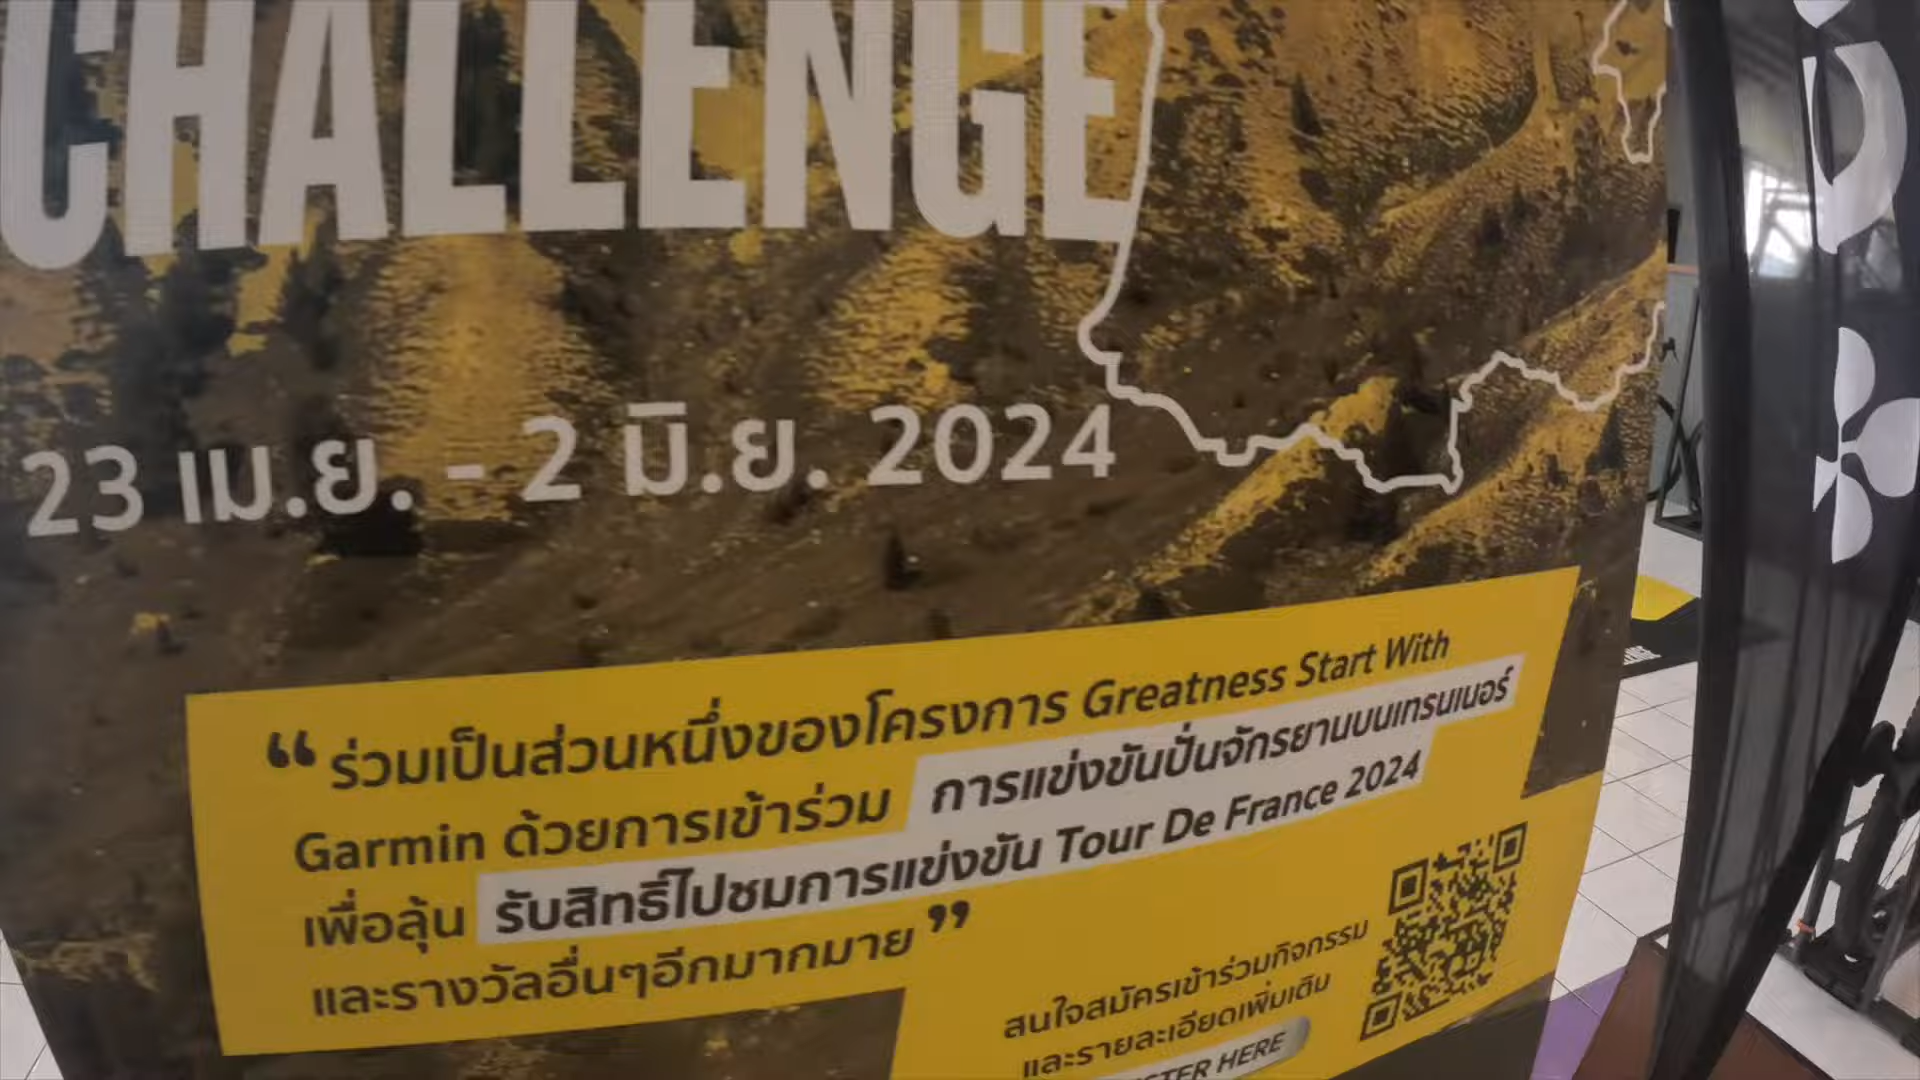 CHALLENGE
23 เม.ย. - 2 มิ.ย. 2024
“ ร่วมเป็นส่วนหนึ่งของโครงการ Greatness Start With
Garmin ด้วยการเข้าร่วม การแข่งขันปั่นจักรยานบนเทรนเนอร์
เพื่อลุ้น รับสิทธิ์ไปชมการแข่งขัน Tour De France 2024
และรางวัลอื่นๆอีกมากมาย ”
สนใจสมัครเข้าร่วมกิจกรรม
และรายละเอียดเพิ่มเติม
HERE